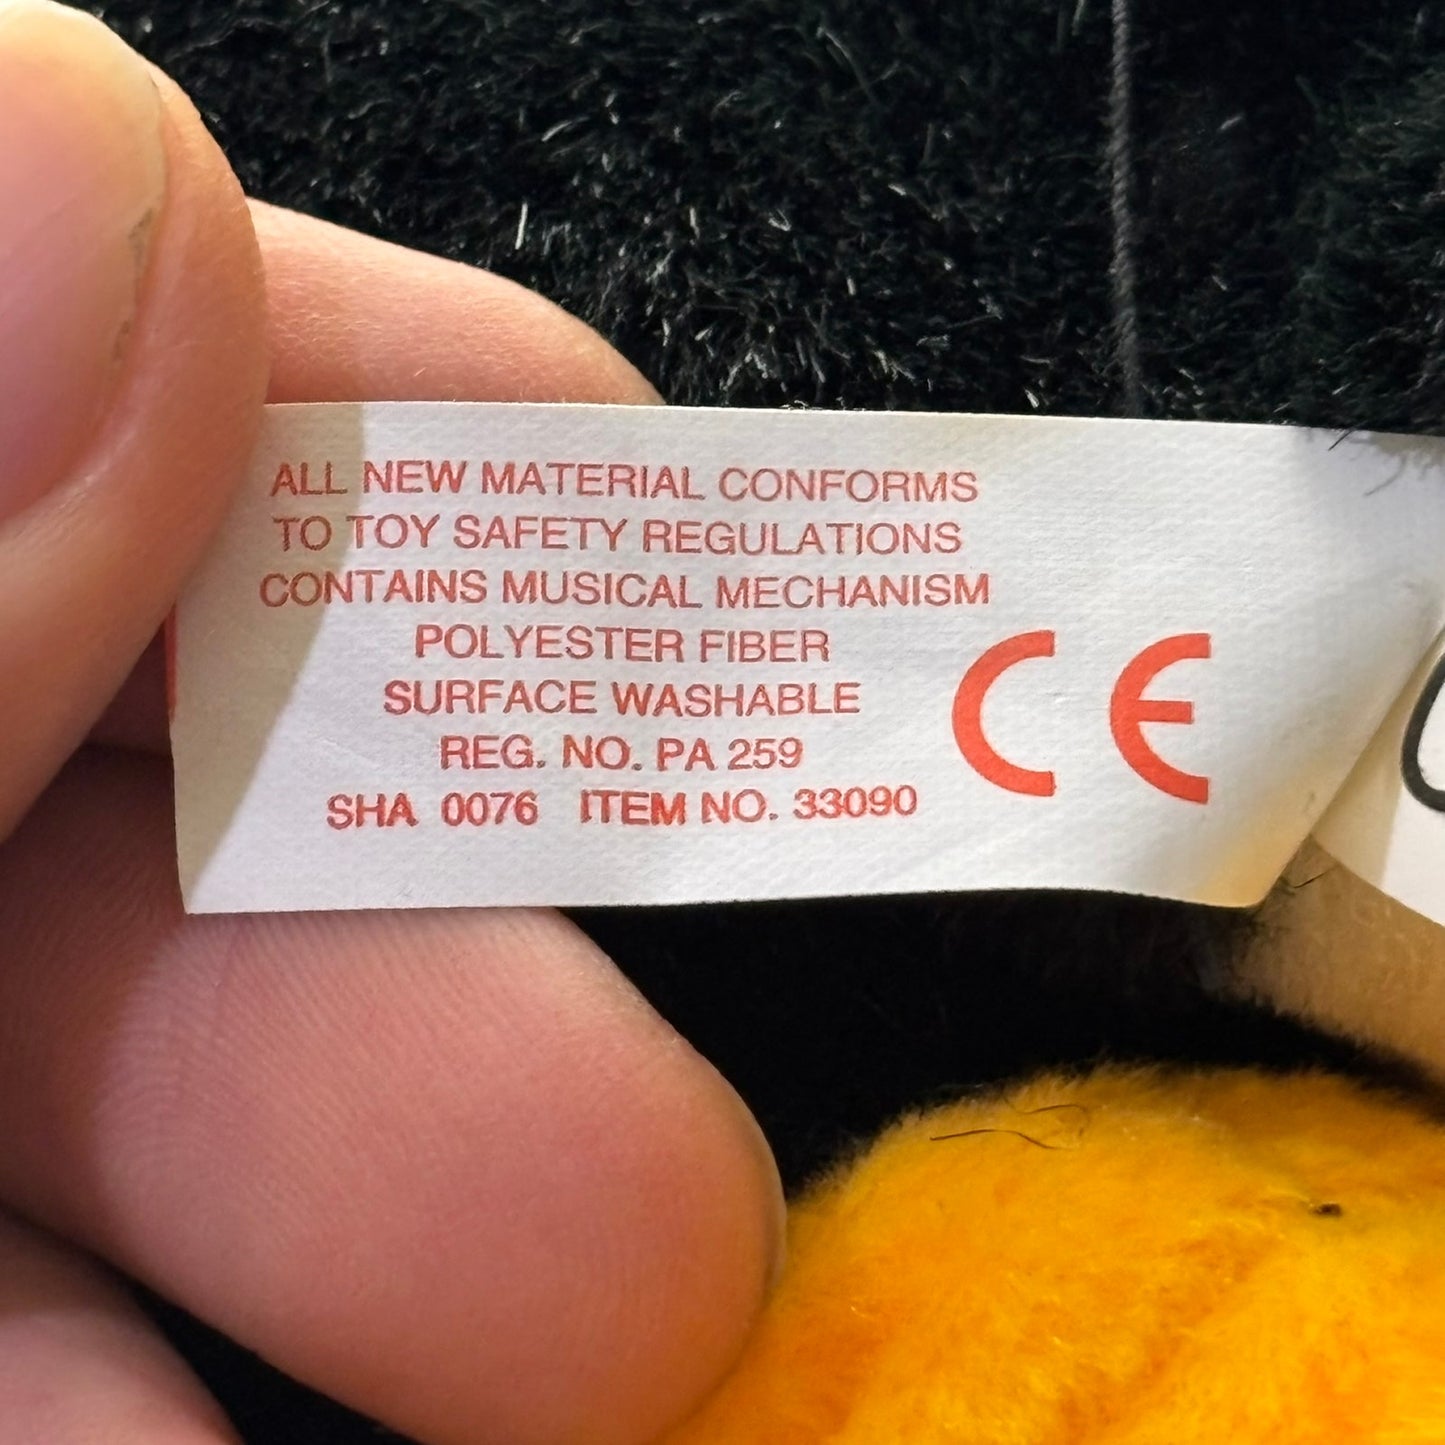 ALL NEW MATERIAL CONFORMS
TO TOY SAFETY REGULATIONS
CONTAINS MUSICAL MECHANISM
POLYESTER FIBER
SURFACE WASHABLE
REG. NO. PA 259
SHA 0076 ITEM NO. 33090
CE